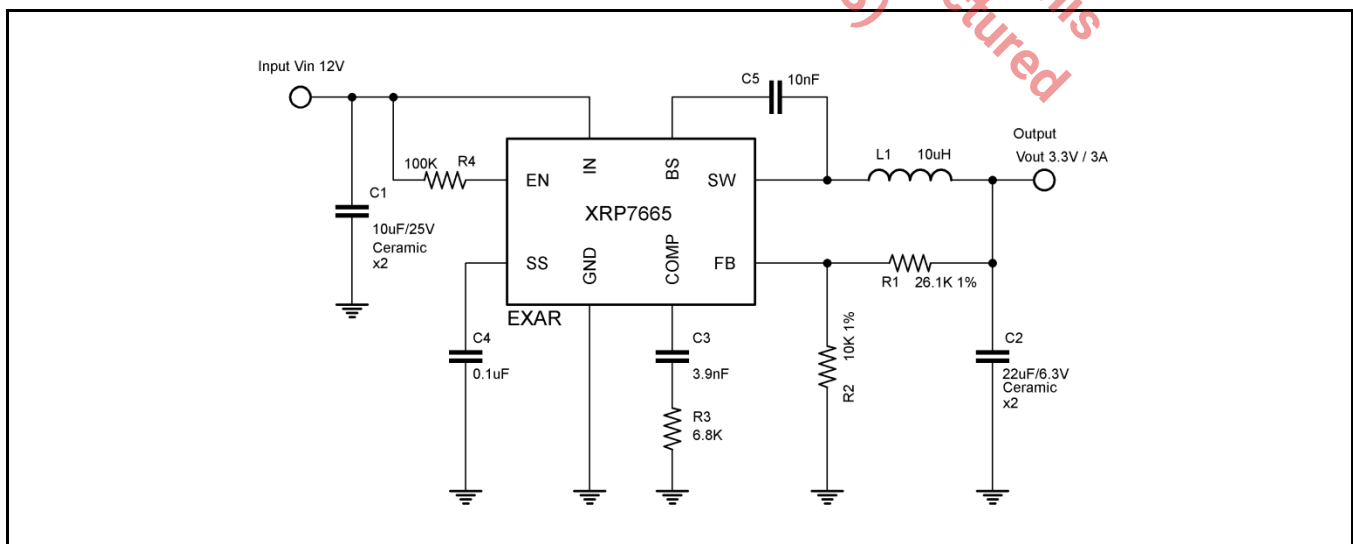 Input Vin 12V
C5 10nF
Output
Vout 3.3V / 3A
L1 10uH
100K R4
EN
IN
BS
SW
C1
10uF/25V
Ceramic
x2
XRP7665
SS
GND
COMP
FB
R1 26.1K 1%
EXAR
C4
0.1uF
C3
3.9nF
R2 10K 1%
C2
22uF/6.3V
Ceramic
x2
R3
6.8K